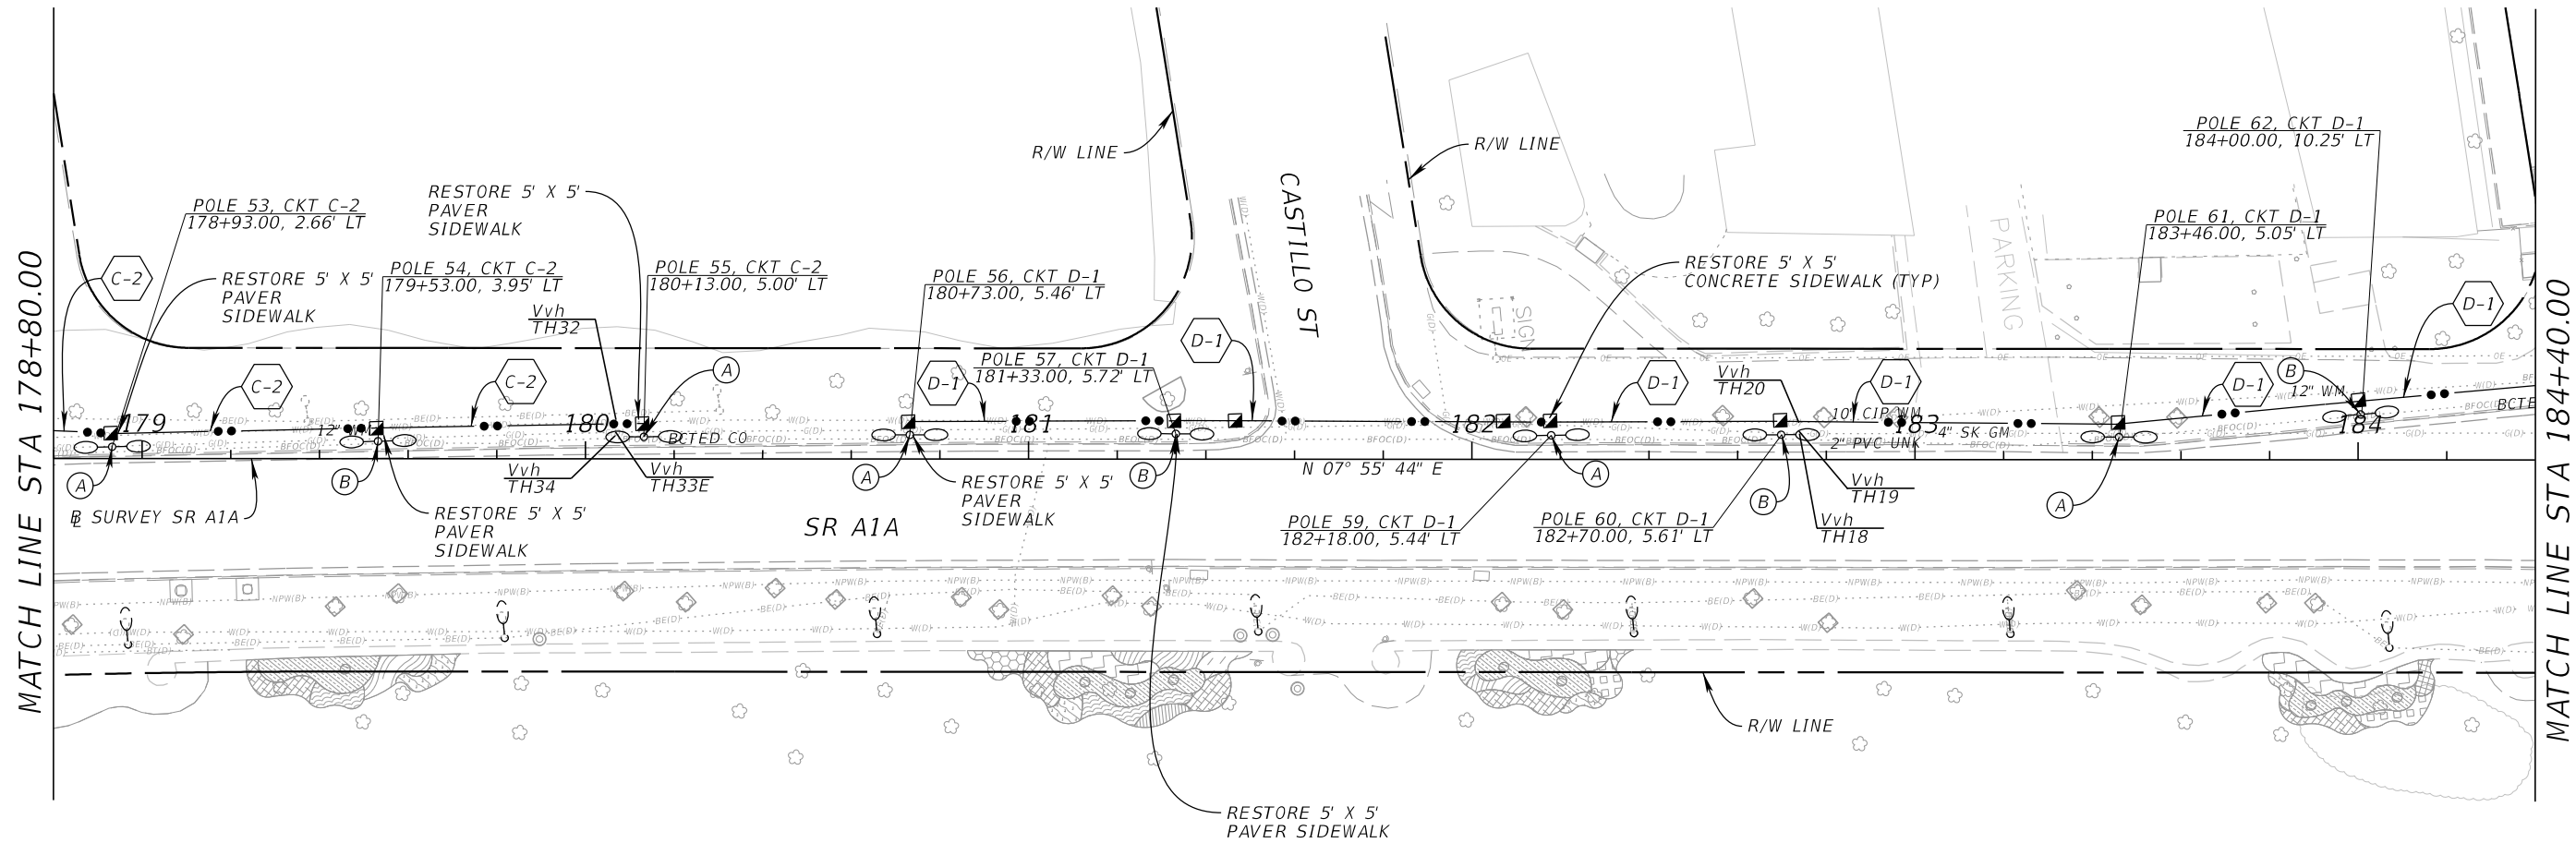 MATCH LINE STA 178+80.00
POLE 53, CKT C-2
178+93.00, 2.66' LT
C-2
RESTORE 5' X 5'
PAVER
SIDEWALK
RESTORE 5' X 5'
PAVER
SIDEWALK
POLE 54, CKT C-2
179+53.00, 3.95' LT
Vvh
TH32
POLE 55, CKT C-2
180+13.00, 5.00' LT
R/W LINE
POLE 56, CKT D-1
180+73.00, 5.46' LT
POLE 57, CKT D-1
181+33.00, 5.72' LT
D-1
CASTILLO ST
R/W LINE
RESTORE 5' X 5'
CONCRETE SIDEWALK (TYP)
SIGN
PARKING
POLE 62, CKT D-1
184+00.00, 10.25' LT
POLE 61, CKT D-1
183+46.00, 5.05' LT
D-1
C-2
C-2
A
D-1
D-1
Vvh
TH20
D-1
D-1
B
12" WM
179
12"
180
BCTED CO
181
182
10" CIP WM
183
4" SK GM
2" PVC UNK
184
BCTE
A
B
Vvh
TH34
Vvh
TH33E
A
RESTORE 5' X 5'
PAVER
SIDEWALK
B
N 07° 55' 44" E
A
B
Vvh
TH19
Vvh
TH18
A
BL SURVEY SR A1A
RESTORE 5' X 5'
PAVER
SIDEWALK
SR A1A
POLE 59, CKT D-1
182+18.00, 5.44' LT
POLE 60, CKT D-1
182+70.00, 5.61' LT
R/W LINE
RESTORE 5' X 5'
PAVER SIDEWALK
MATCH LINE STA 184+40.00